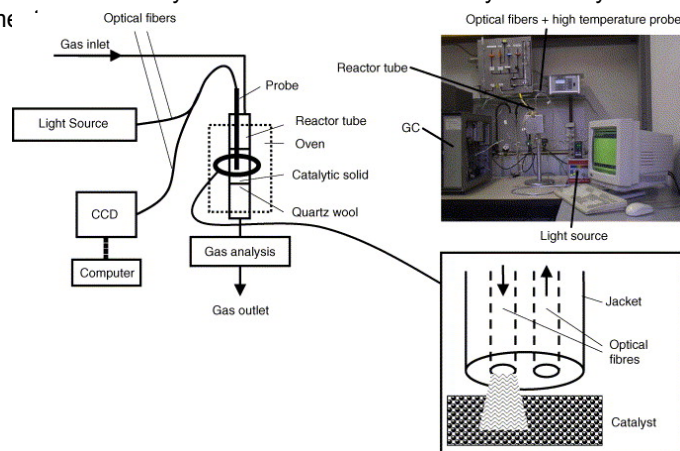 Optical fibers
Gas inlet
Probe
Light Source
Reactor tube
Oven
Catalytic solid
CCD
Quartz wool
Gas analysis
Computer
Gas outlet
Optical fibers + high temperature probe
Reactor tube
GC
Light source
Jacket
Optical
fibres
Catalyst